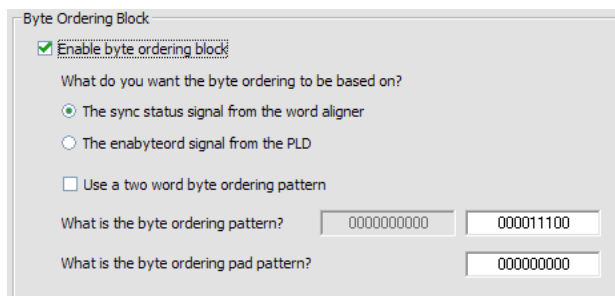 Byte Ordering Block
Enable byte ordering block
What do you want the byte ordering to be based on?
The sync status signal from the word aligner
The enabyteord signal from the PLD
Use a two word byte ordering pattern
What is the byte ordering pattern? 0000000000 000011100
What is the byte ordering pad pattern? 000000000